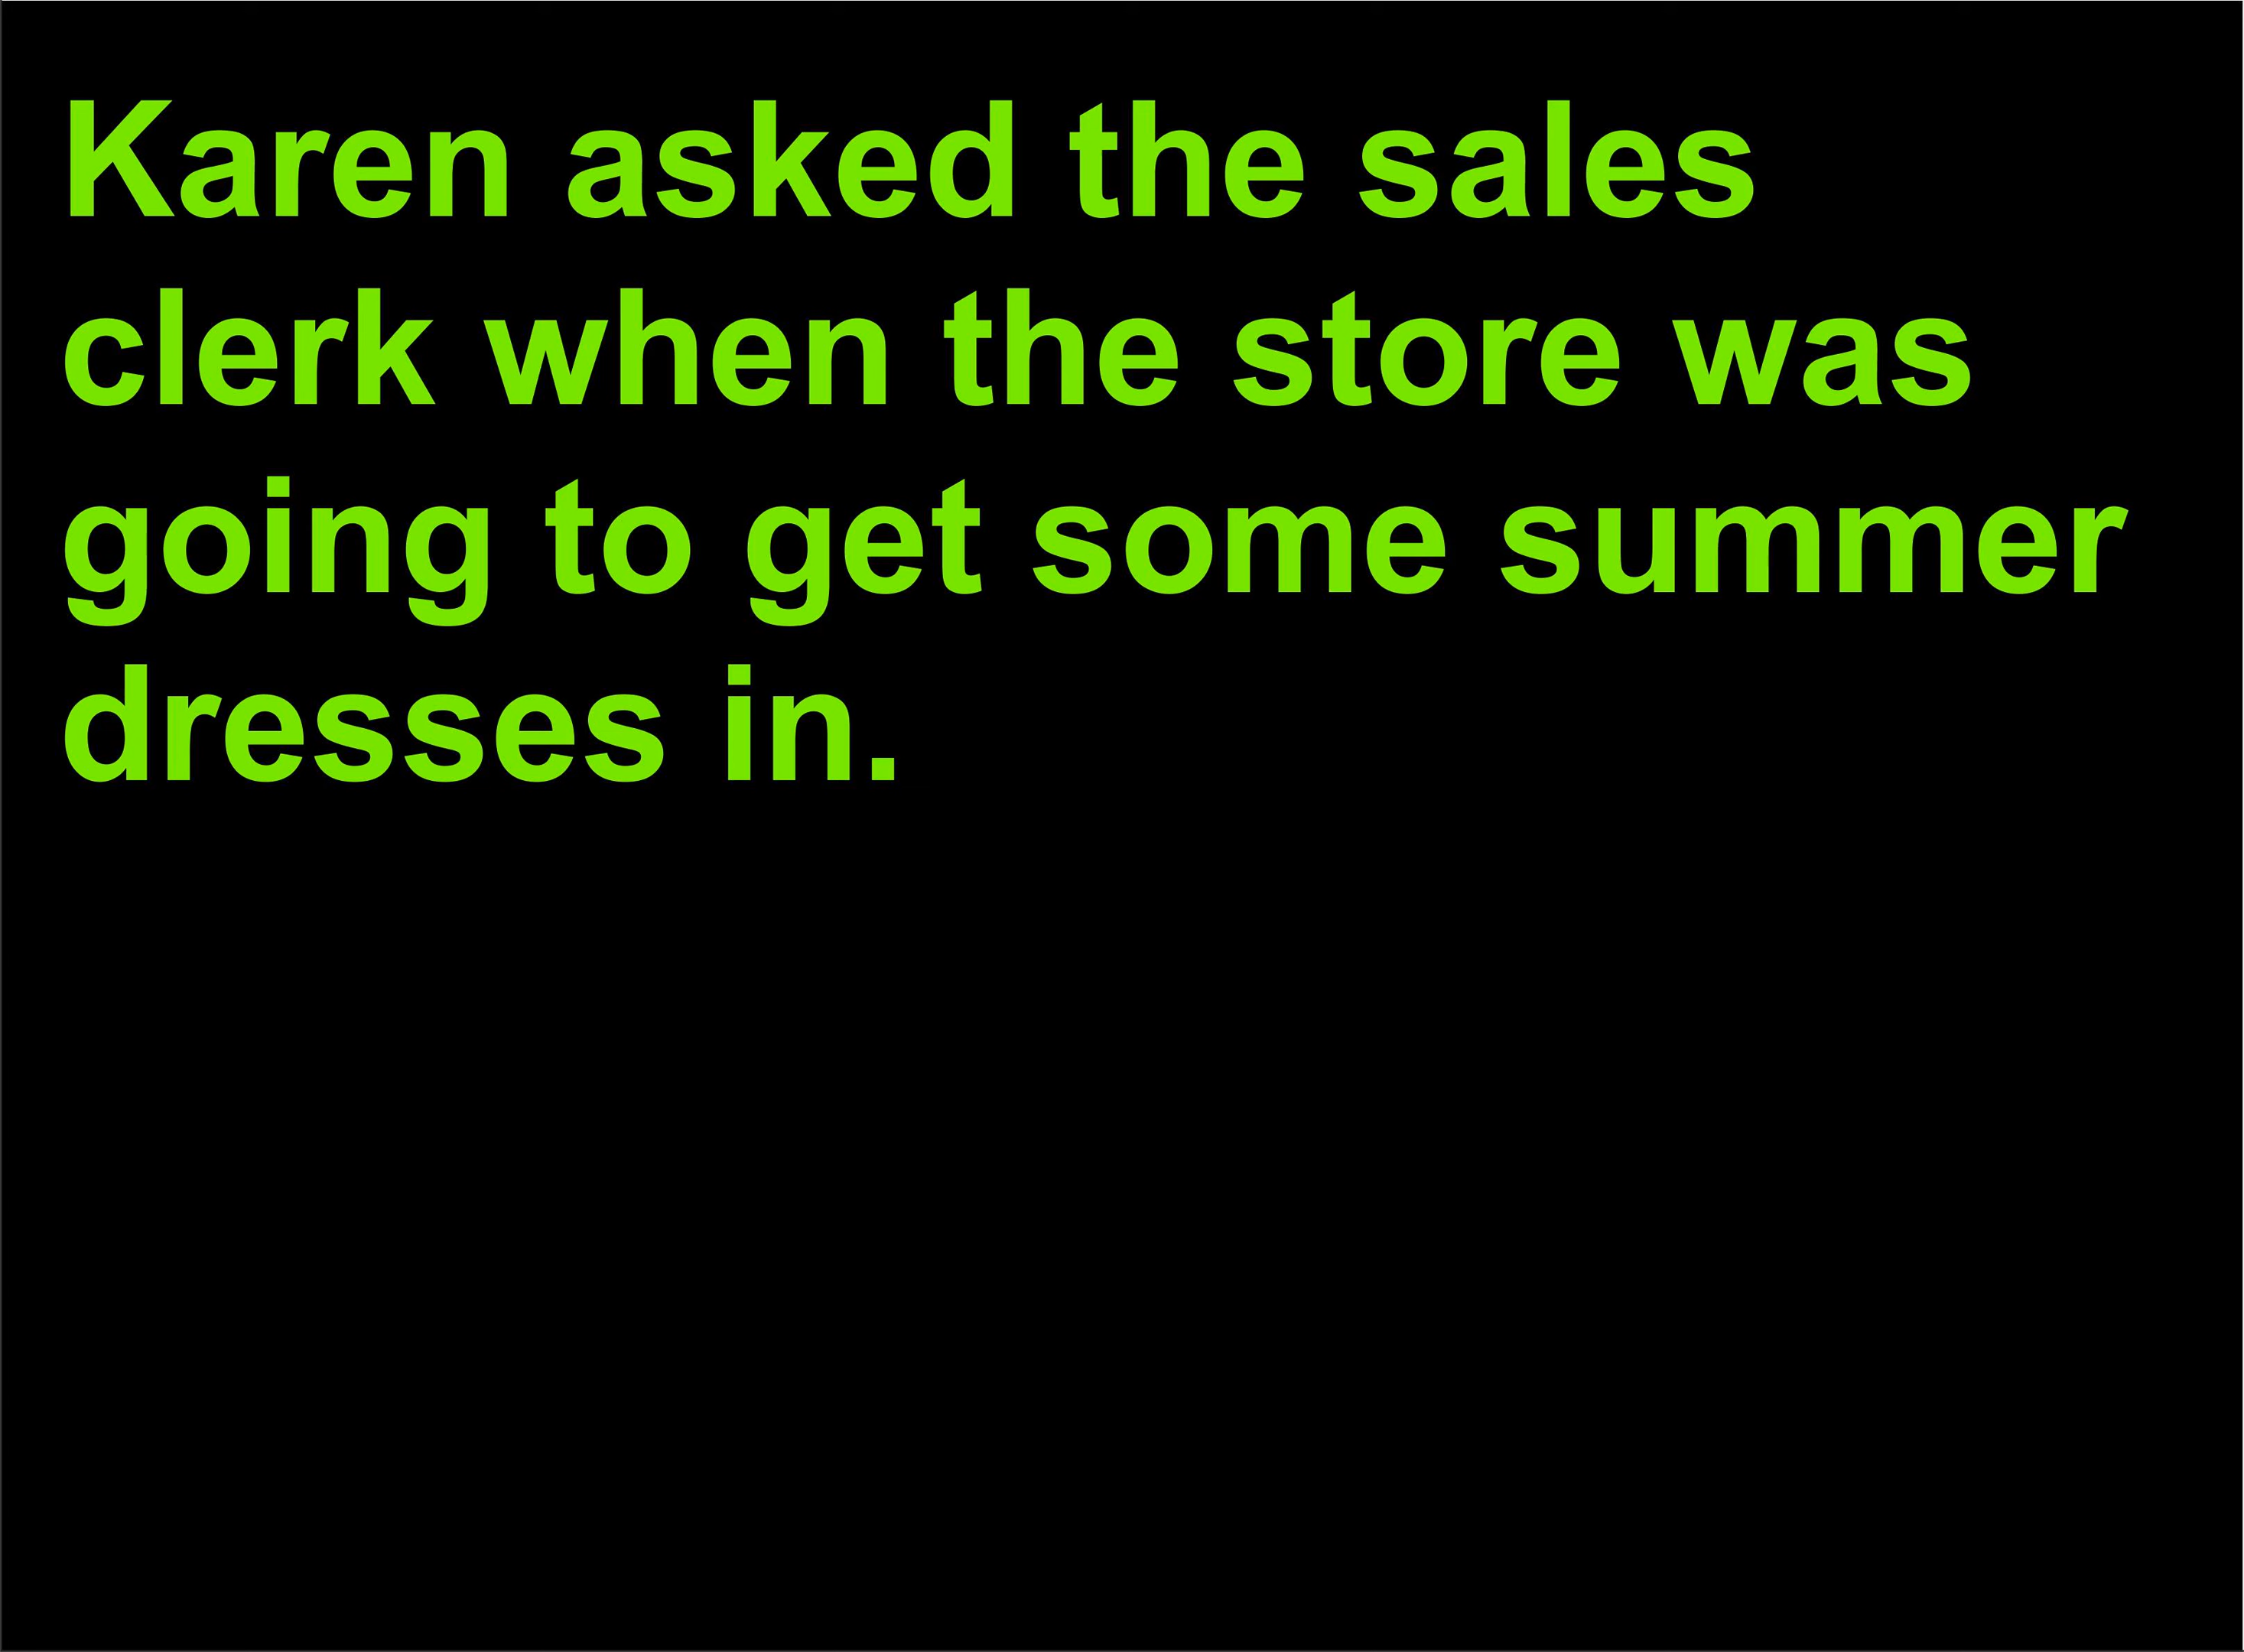 Karen asked the sales
clerk when the store was
going to get some summer
dresses in.